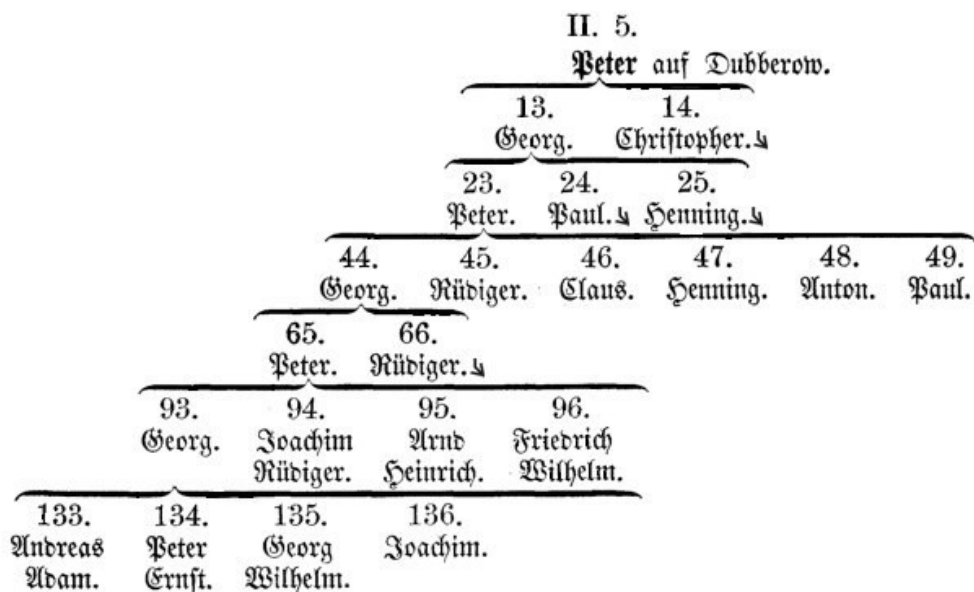 II. 5.
Peter auf Dubberow.
13. 14.
Georg. Christopher.
23. 24. 25.
Peter. Paul. Henning.
44. 45. 46. 47. 48. 49.
Georg. Rüdiger. Claus. Henning. Anton. Paul.
65. 66.
Peter. Rüdiger.
93. 94. 95. 96.
Georg. Joachim Arnd Friedrich
Rüdiger. Heinrich. Wilhelm.
133. 134. 135. 136.
Andreas Peter Georg Joachim.
Adam. Ernst. Wilhelm.